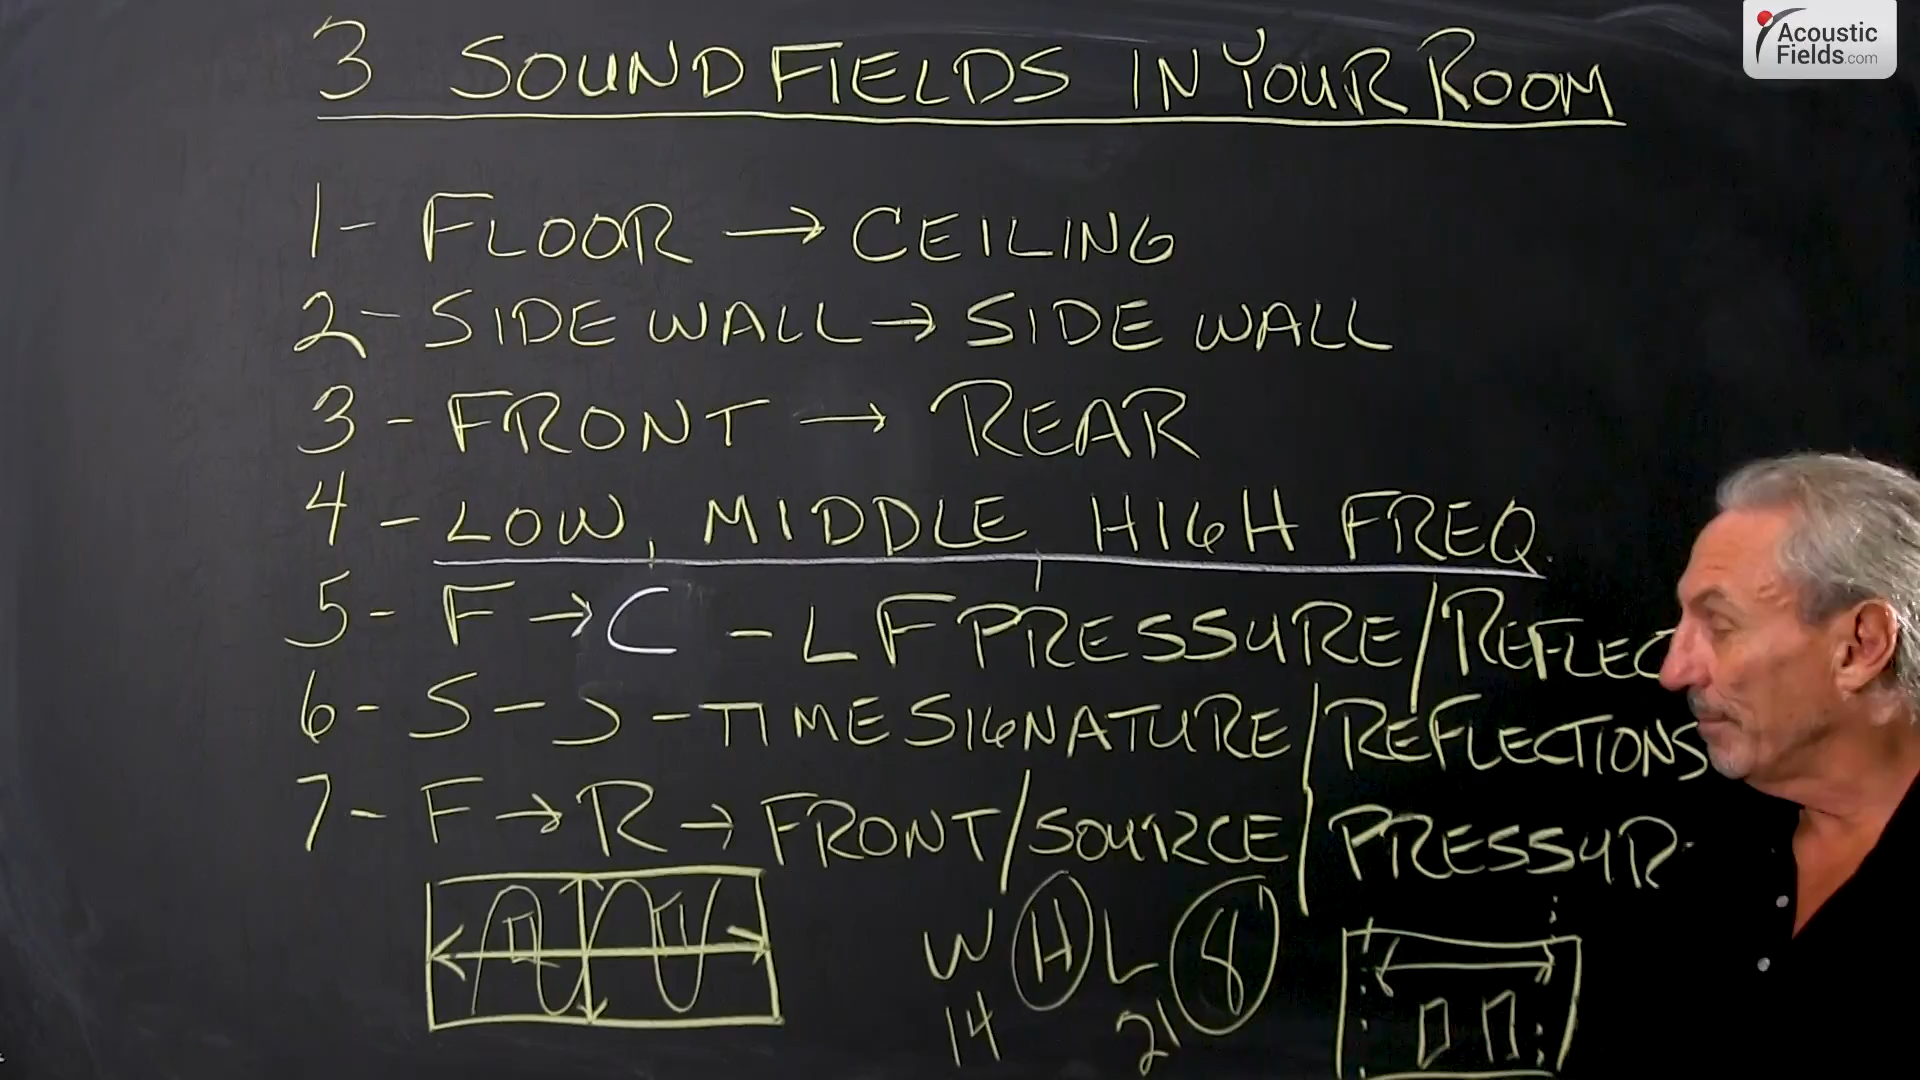 Acoustic
Fields.com
3 SOUND FIELDS IN YOUR ROOM
1- FLOOR → CEILING
2- SIDE WALL → SIDE WALL
3- FRONT → REAR
4- LOW, MIDDLE, HIGH FREQ.
5- F → C - LF PRESSURE/REFLEC
6- S - S - TIME SIGNATURE/REFLECTIONS
7- F → R → FRONT/SOURCE/PRESSUR
W H L 8
14 21